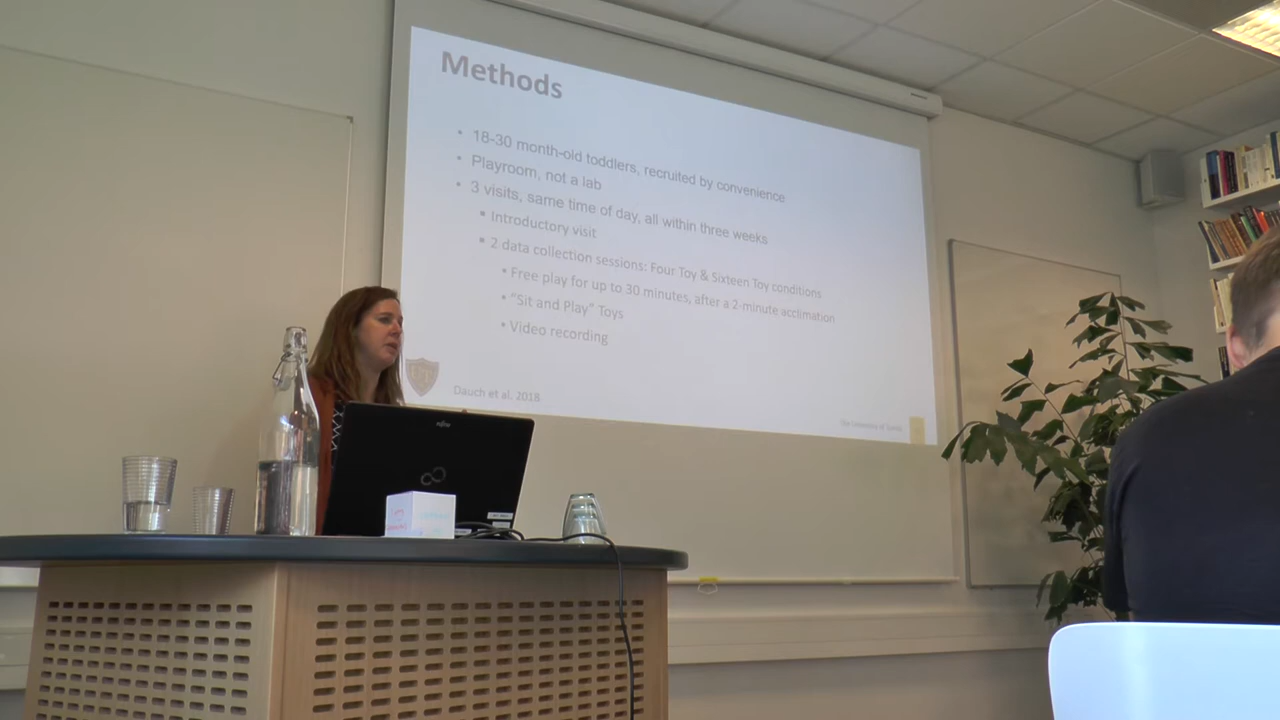 Methods
• 18-30 month-old toddlers, recruited by convenience
• Playroom, not a lab
• 3 visits, same time of day, all within three weeks
▪ Introductory visit
▪ 2 data collection sessions: Four Toy & Sixteen Toy conditions
• Free play for up to 30 minutes, after a 2-minute acclimation
• "Sit and Play" Toys
• Video recording
Dauch et al. 2018